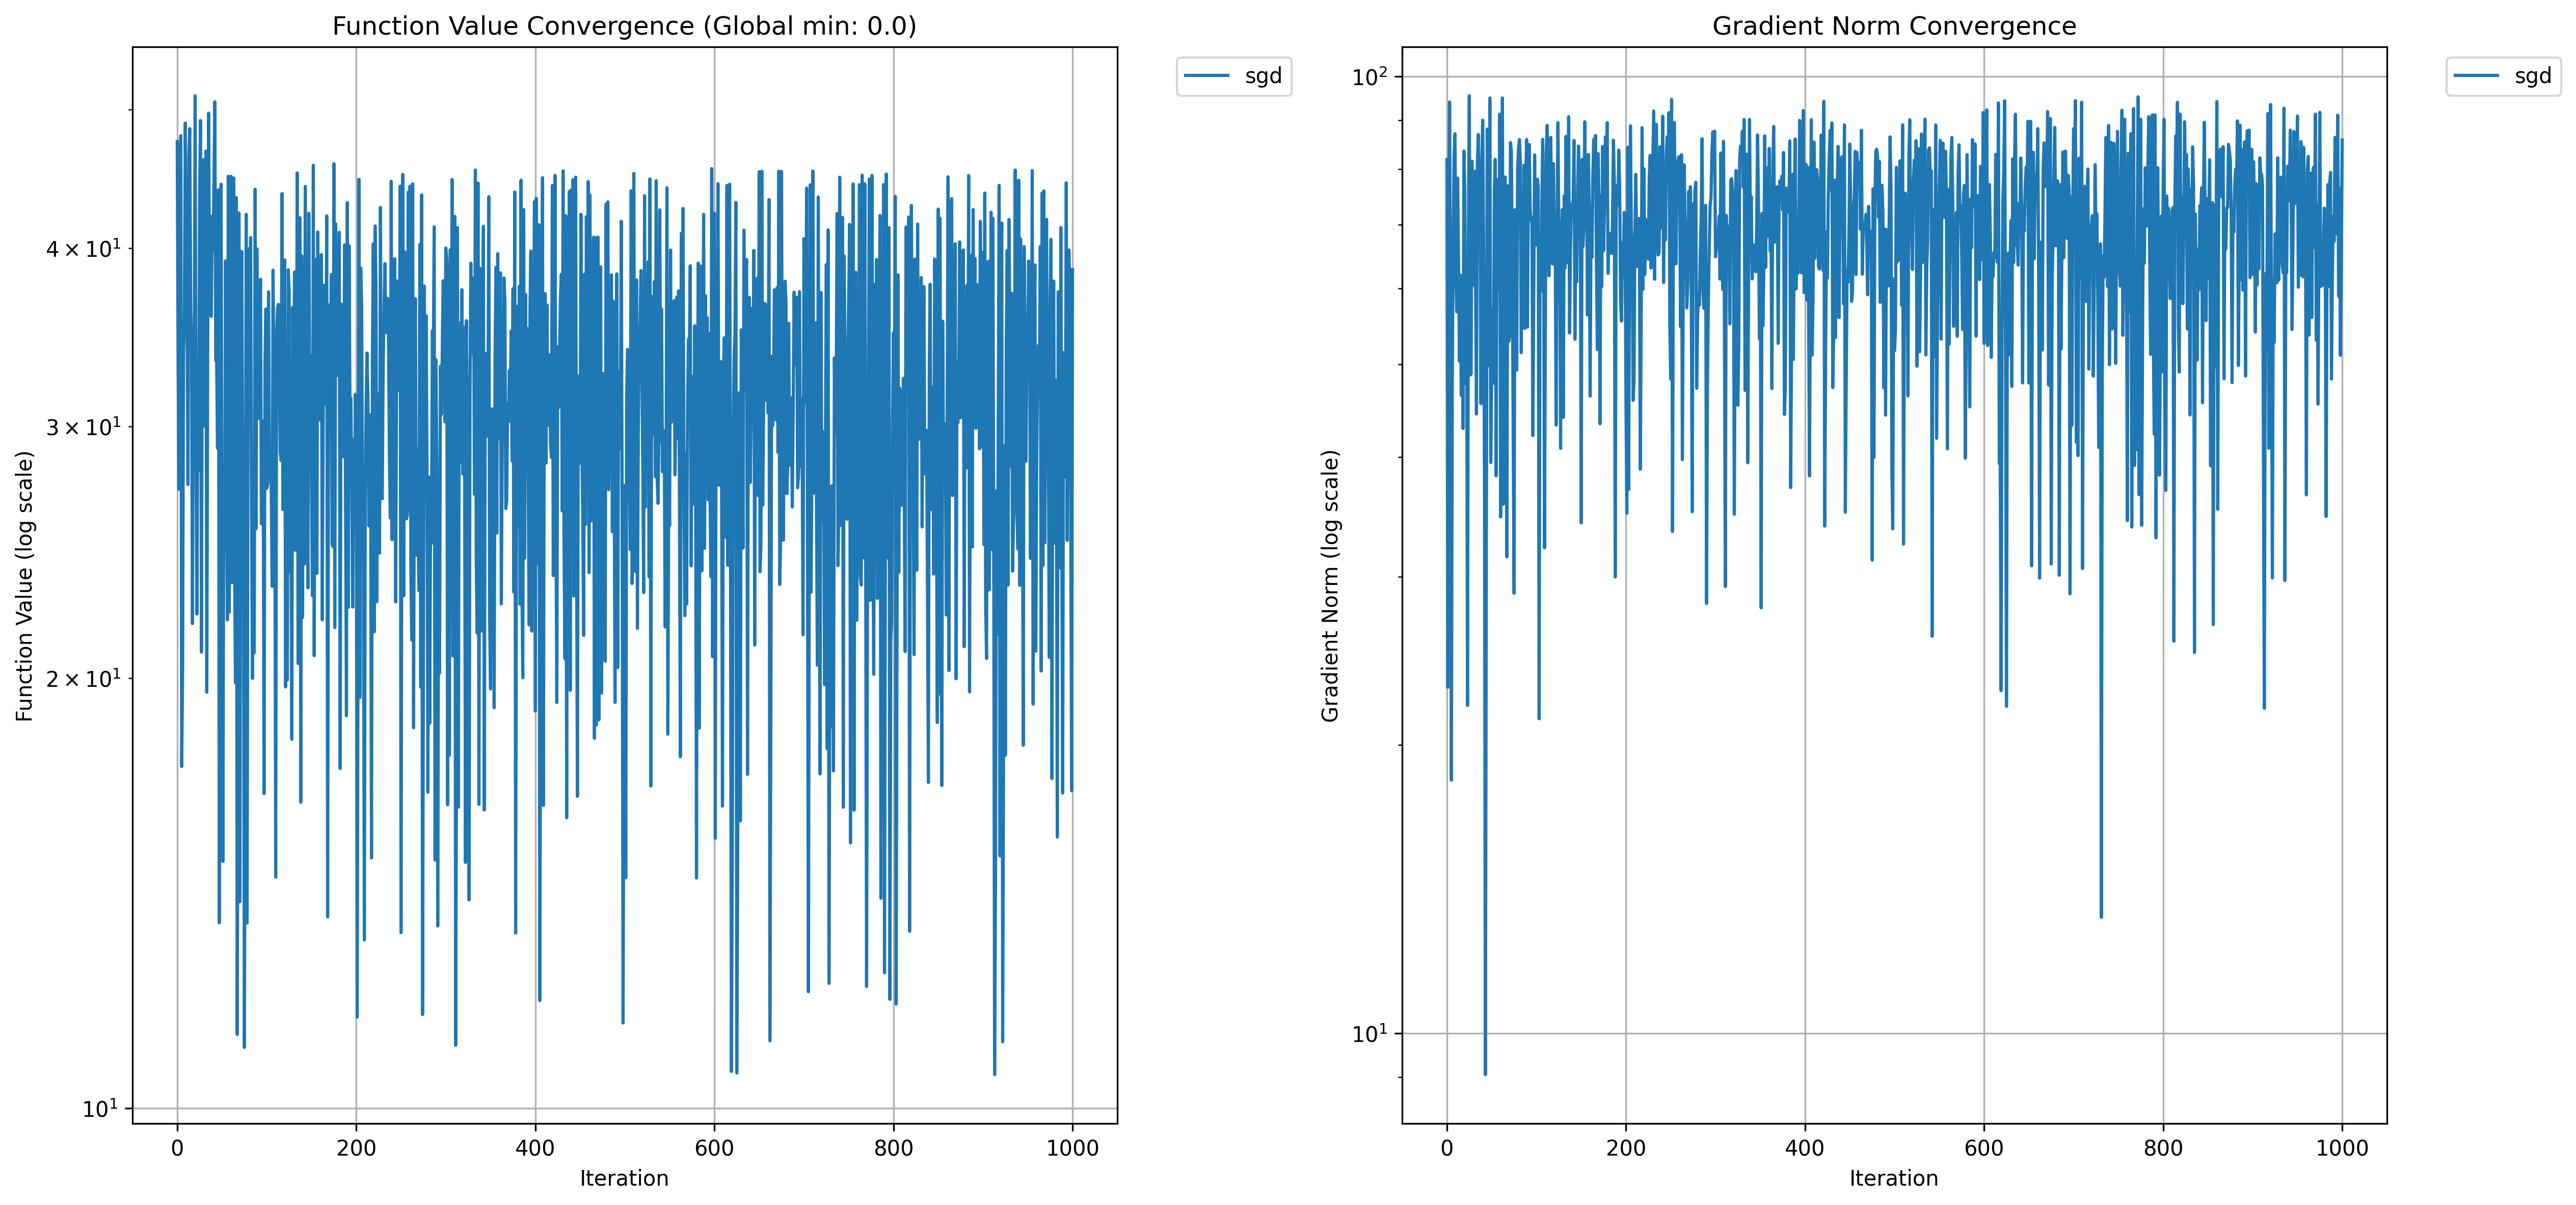 Function Value Convergence (Global min: 0.0)
sgd
4 × 10¹
3 × 10¹
2 × 10¹
10¹
Function Value (log scale)
0 200 400 600 800 1000
Iteration
Gradient Norm Convergence
sgd
10²
10¹
Gradient Norm (log scale)
0 200 400 600 800 1000
Iteration